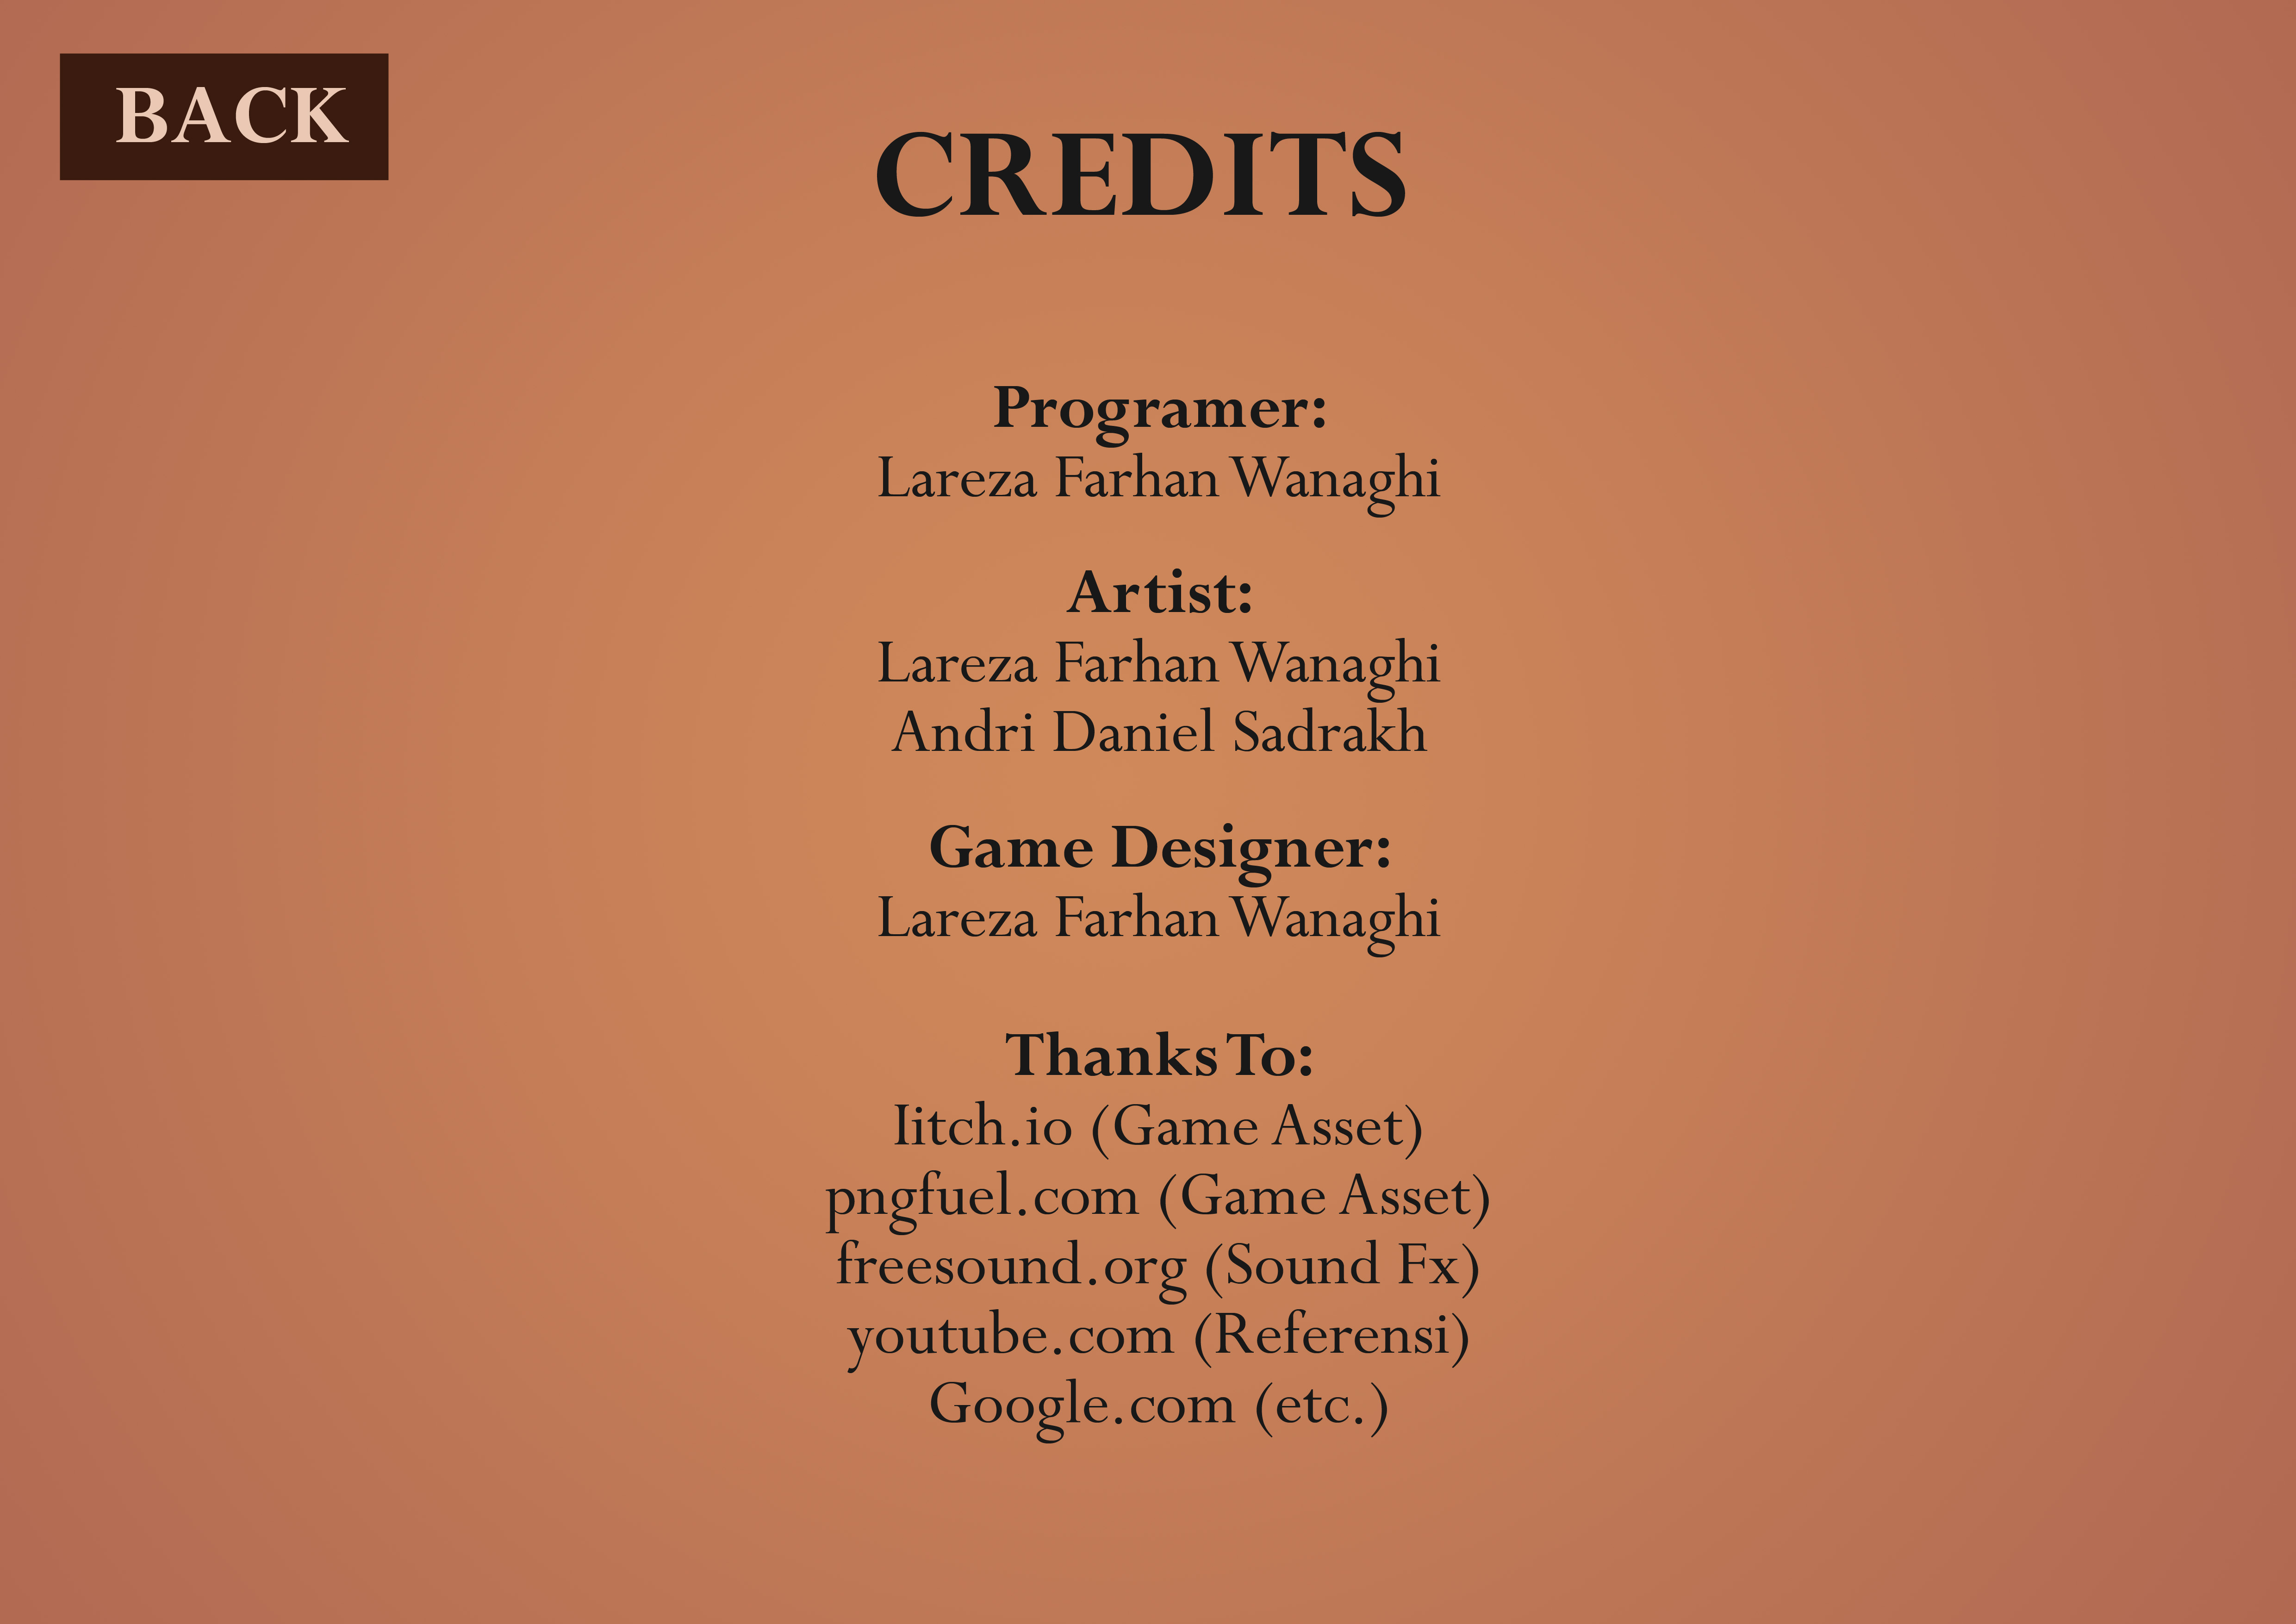 BACK
CREDITS
Programer:
Lareza Farhan Wanaghi
Artist:
Lareza Farhan Wanaghi
Andri Daniel Sadrakh
Game Designer:
Lareza Farhan Wanaghi
Thanks To:
Iitch.io (Game Asset)
pngfuel.com (Game Asset)
freesound.org (Sound Fx)
youtube.com (Referensi)
Google.com (etc.)